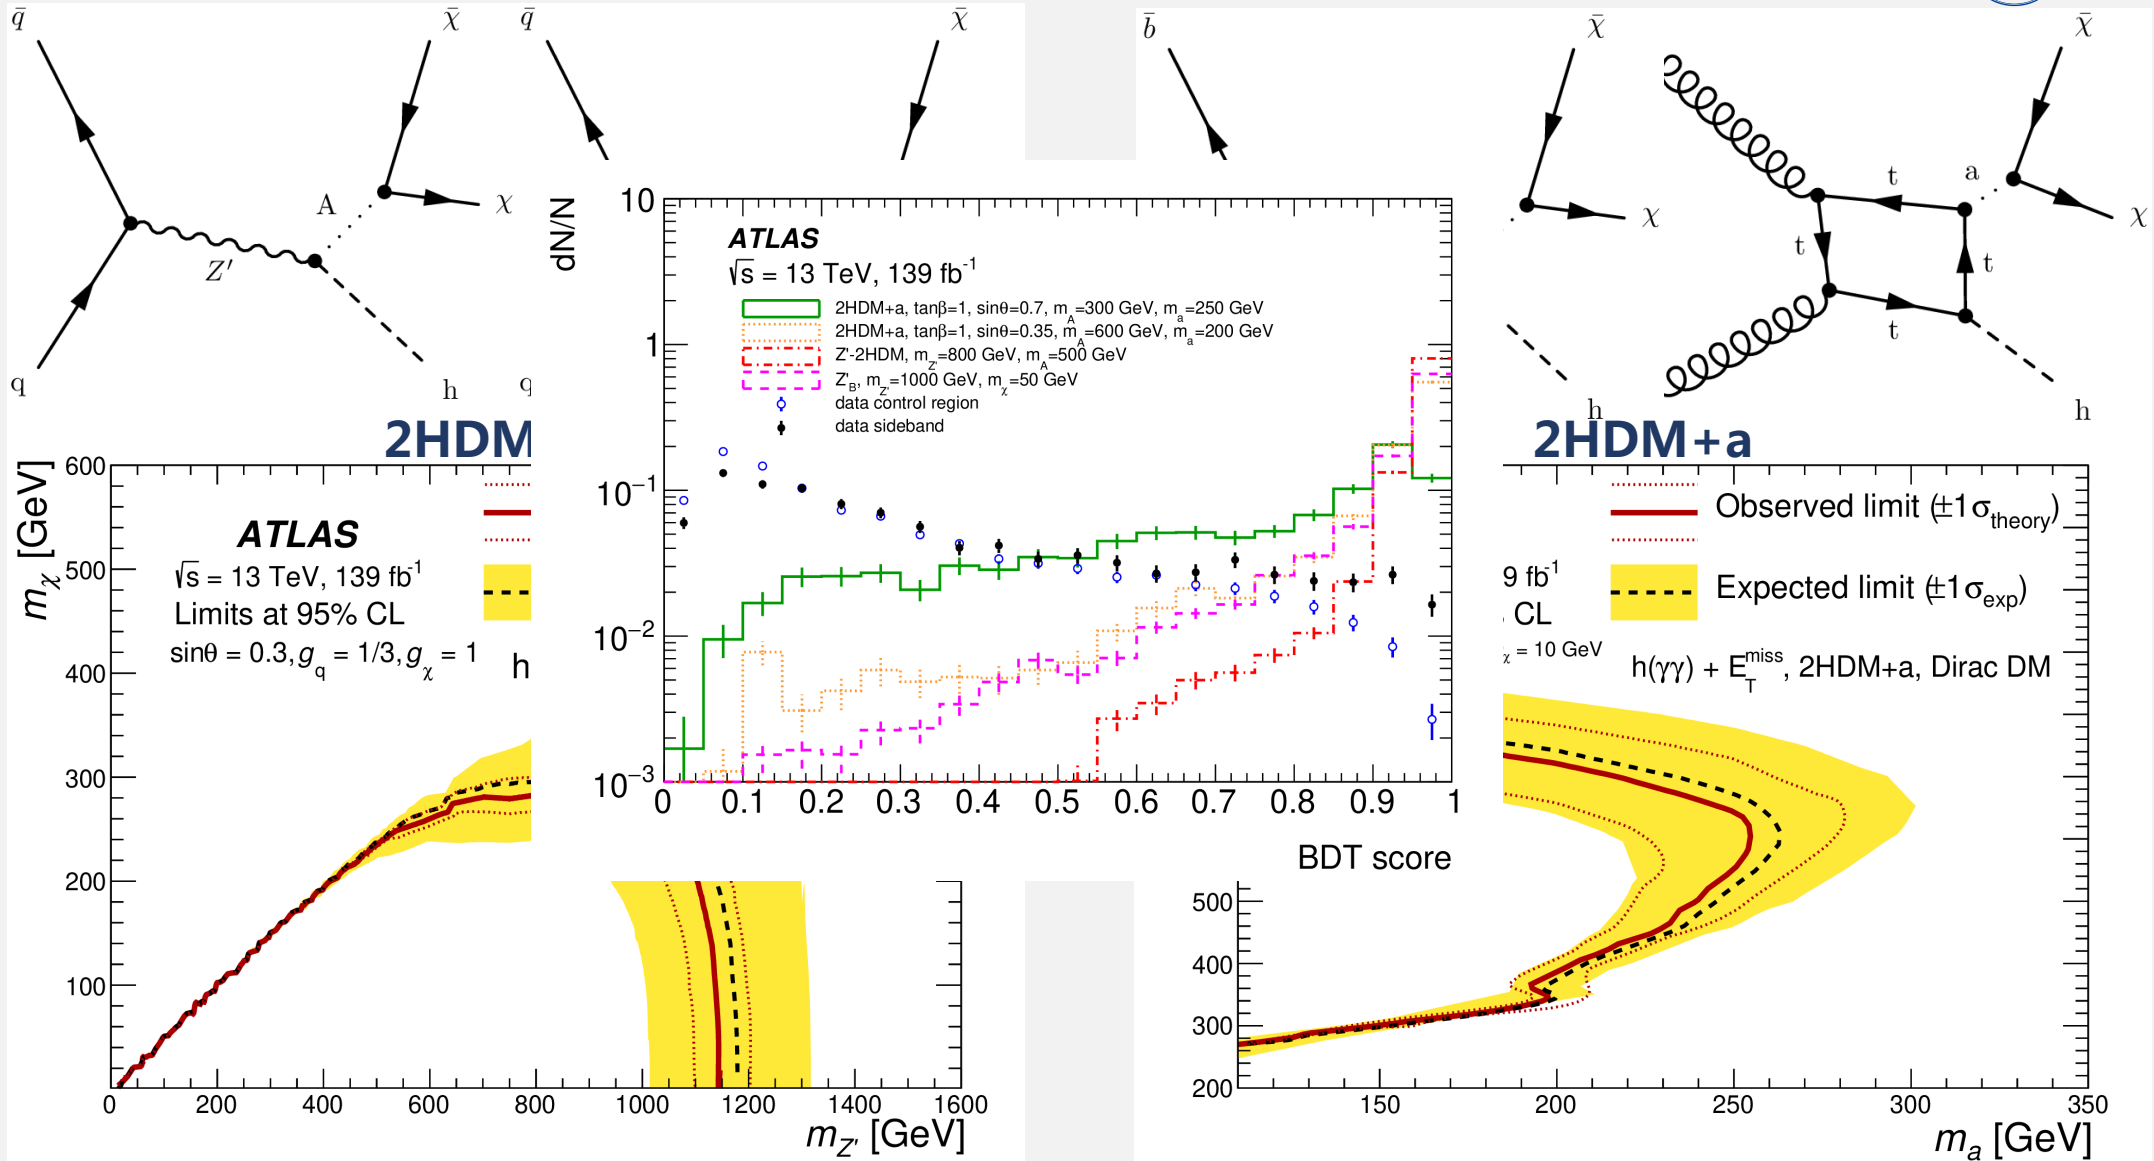 q̄
χ̄
q̄
χ̄
b̄
χ̄
χ̄
A
χ
Z′
q
h
q
χ
h
t
a
t
t
t
χ
h
2HDM
2HDM+a
dN/N
10
1
10⁻¹
10⁻²
10⁻³
ATLAS
√s = 13 TeV, 139 fb⁻¹
2HDM+a, tanβ=1, sinθ=0.7, m_A=300 GeV, m_a=250 GeV
2HDM+a, tanβ=1, sinθ=0.35, m_A=600 GeV, m_a=200 GeV
Z'-2HDM, m_Z'=800 GeV, m_A=500 GeV
Z'_B, m_Z'=1000 GeV, m_χ=50 GeV
data control region
data sideband
0 0.1 0.2 0.3 0.4 0.5 0.6 0.7 0.8 0.9 1
BDT score
m_χ [GeV]
600
500
400
300
200
100
ATLAS
√s = 13 TeV, 139 fb⁻¹
Limits at 95% CL
sinθ = 0.3, g_q = 1/3, g_χ = 1
h
0 200 400 600 800 1000 1200 1400 1600
m_Z' [GeV]
Observed limit (±1σ_theory)
9 fb⁻¹
Expected limit (±1σ_exp)
CL
χ = 10 GeV
h(γγ) + E_T^miss, 2HDM+a, Dirac DM
500
400
300
200
150 200 250 300 350
m_a [GeV]